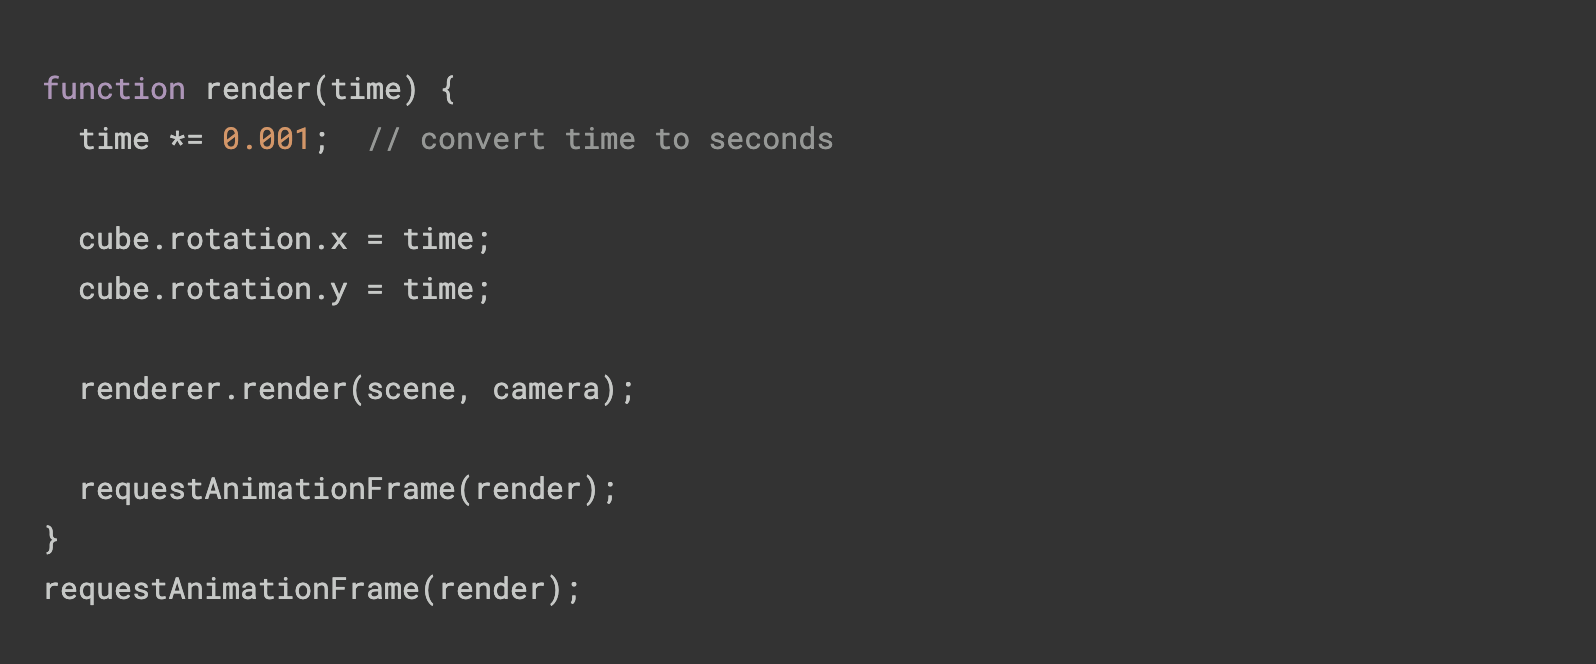 function render(time) {
  time *= 0.001;  // convert time to seconds

  cube.rotation.x = time;
  cube.rotation.y = time;

  renderer.render(scene, camera);

  requestAnimationFrame(render);
}
requestAnimationFrame(render);